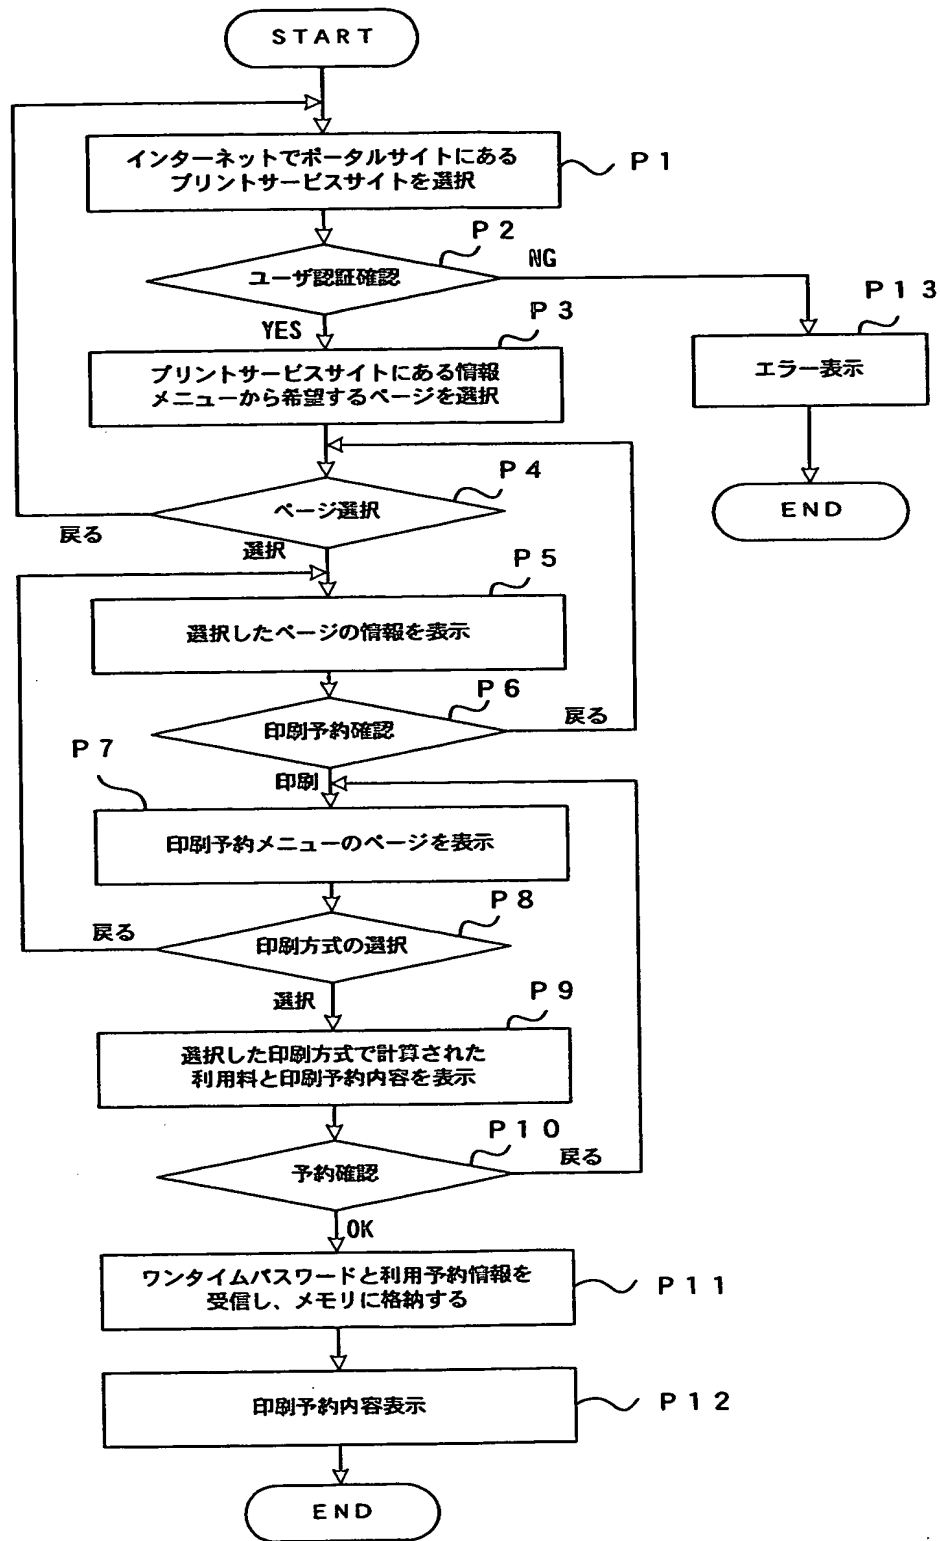 START
インターネットでポータルサイトにある
プリントサービスサイトを選択
P1
P2
ユーザ認証確認
NG
YES
P3
P13
プリントサービスサイトにある情報
メニューから希望するページを選択
エラー表示
P4
ページ選択
END
戻る
選択
P5
選択したページの情報を表示
P6
印刷予約確認
戻る
P7
印刷
印刷予約メニューのページを表示
P8
戻る
印刷方式の選択
選択
P9
選択した印刷方式で計算された
利用料と印刷予約内容を表示
P10
予約確認
戻る
OK
ワンタイムパスワードと利用予約情報を
受信し、メモリに格納する
P11
印刷予約内容表示
P12
END